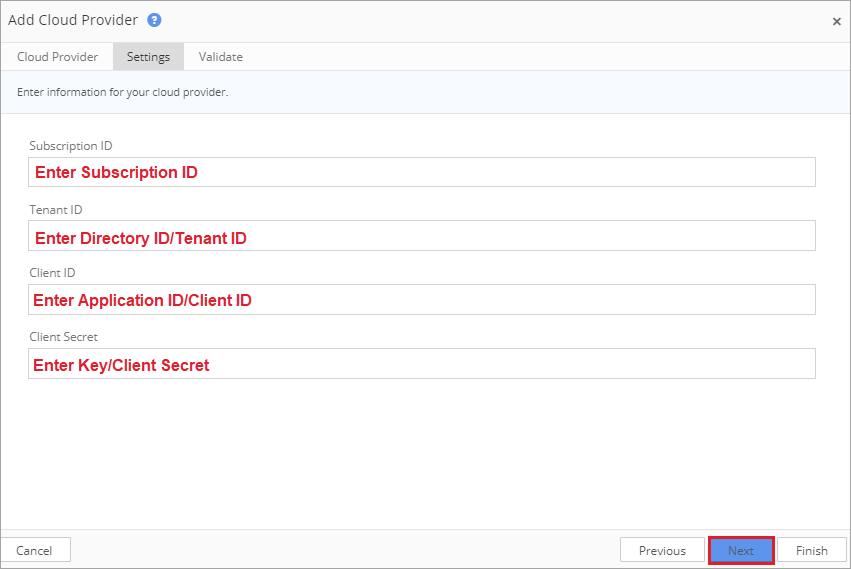 Add Cloud Provider ?
×
Cloud Provider Settings Validate
Enter information for your cloud provider.
Subscription ID
Enter Subscription ID
Tenant ID
Enter Directory ID/Tenant ID
Client ID
Enter Application ID/Client ID
Client Secret
Enter Key/Client Secret
Cancel Previous Next Finish